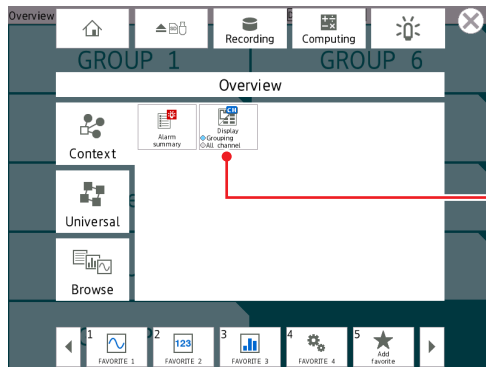 Overview
Recording
Computing
GROUP 1
GROUP 6
Overview
Context
Alarm
summary
CH
Display
Grouping
All channel
Universal
Browse
1
FAVORITE 1
2
123
FAVORITE 2
3
FAVORITE 3
4
FAVORITE 4
5
Add
favorite